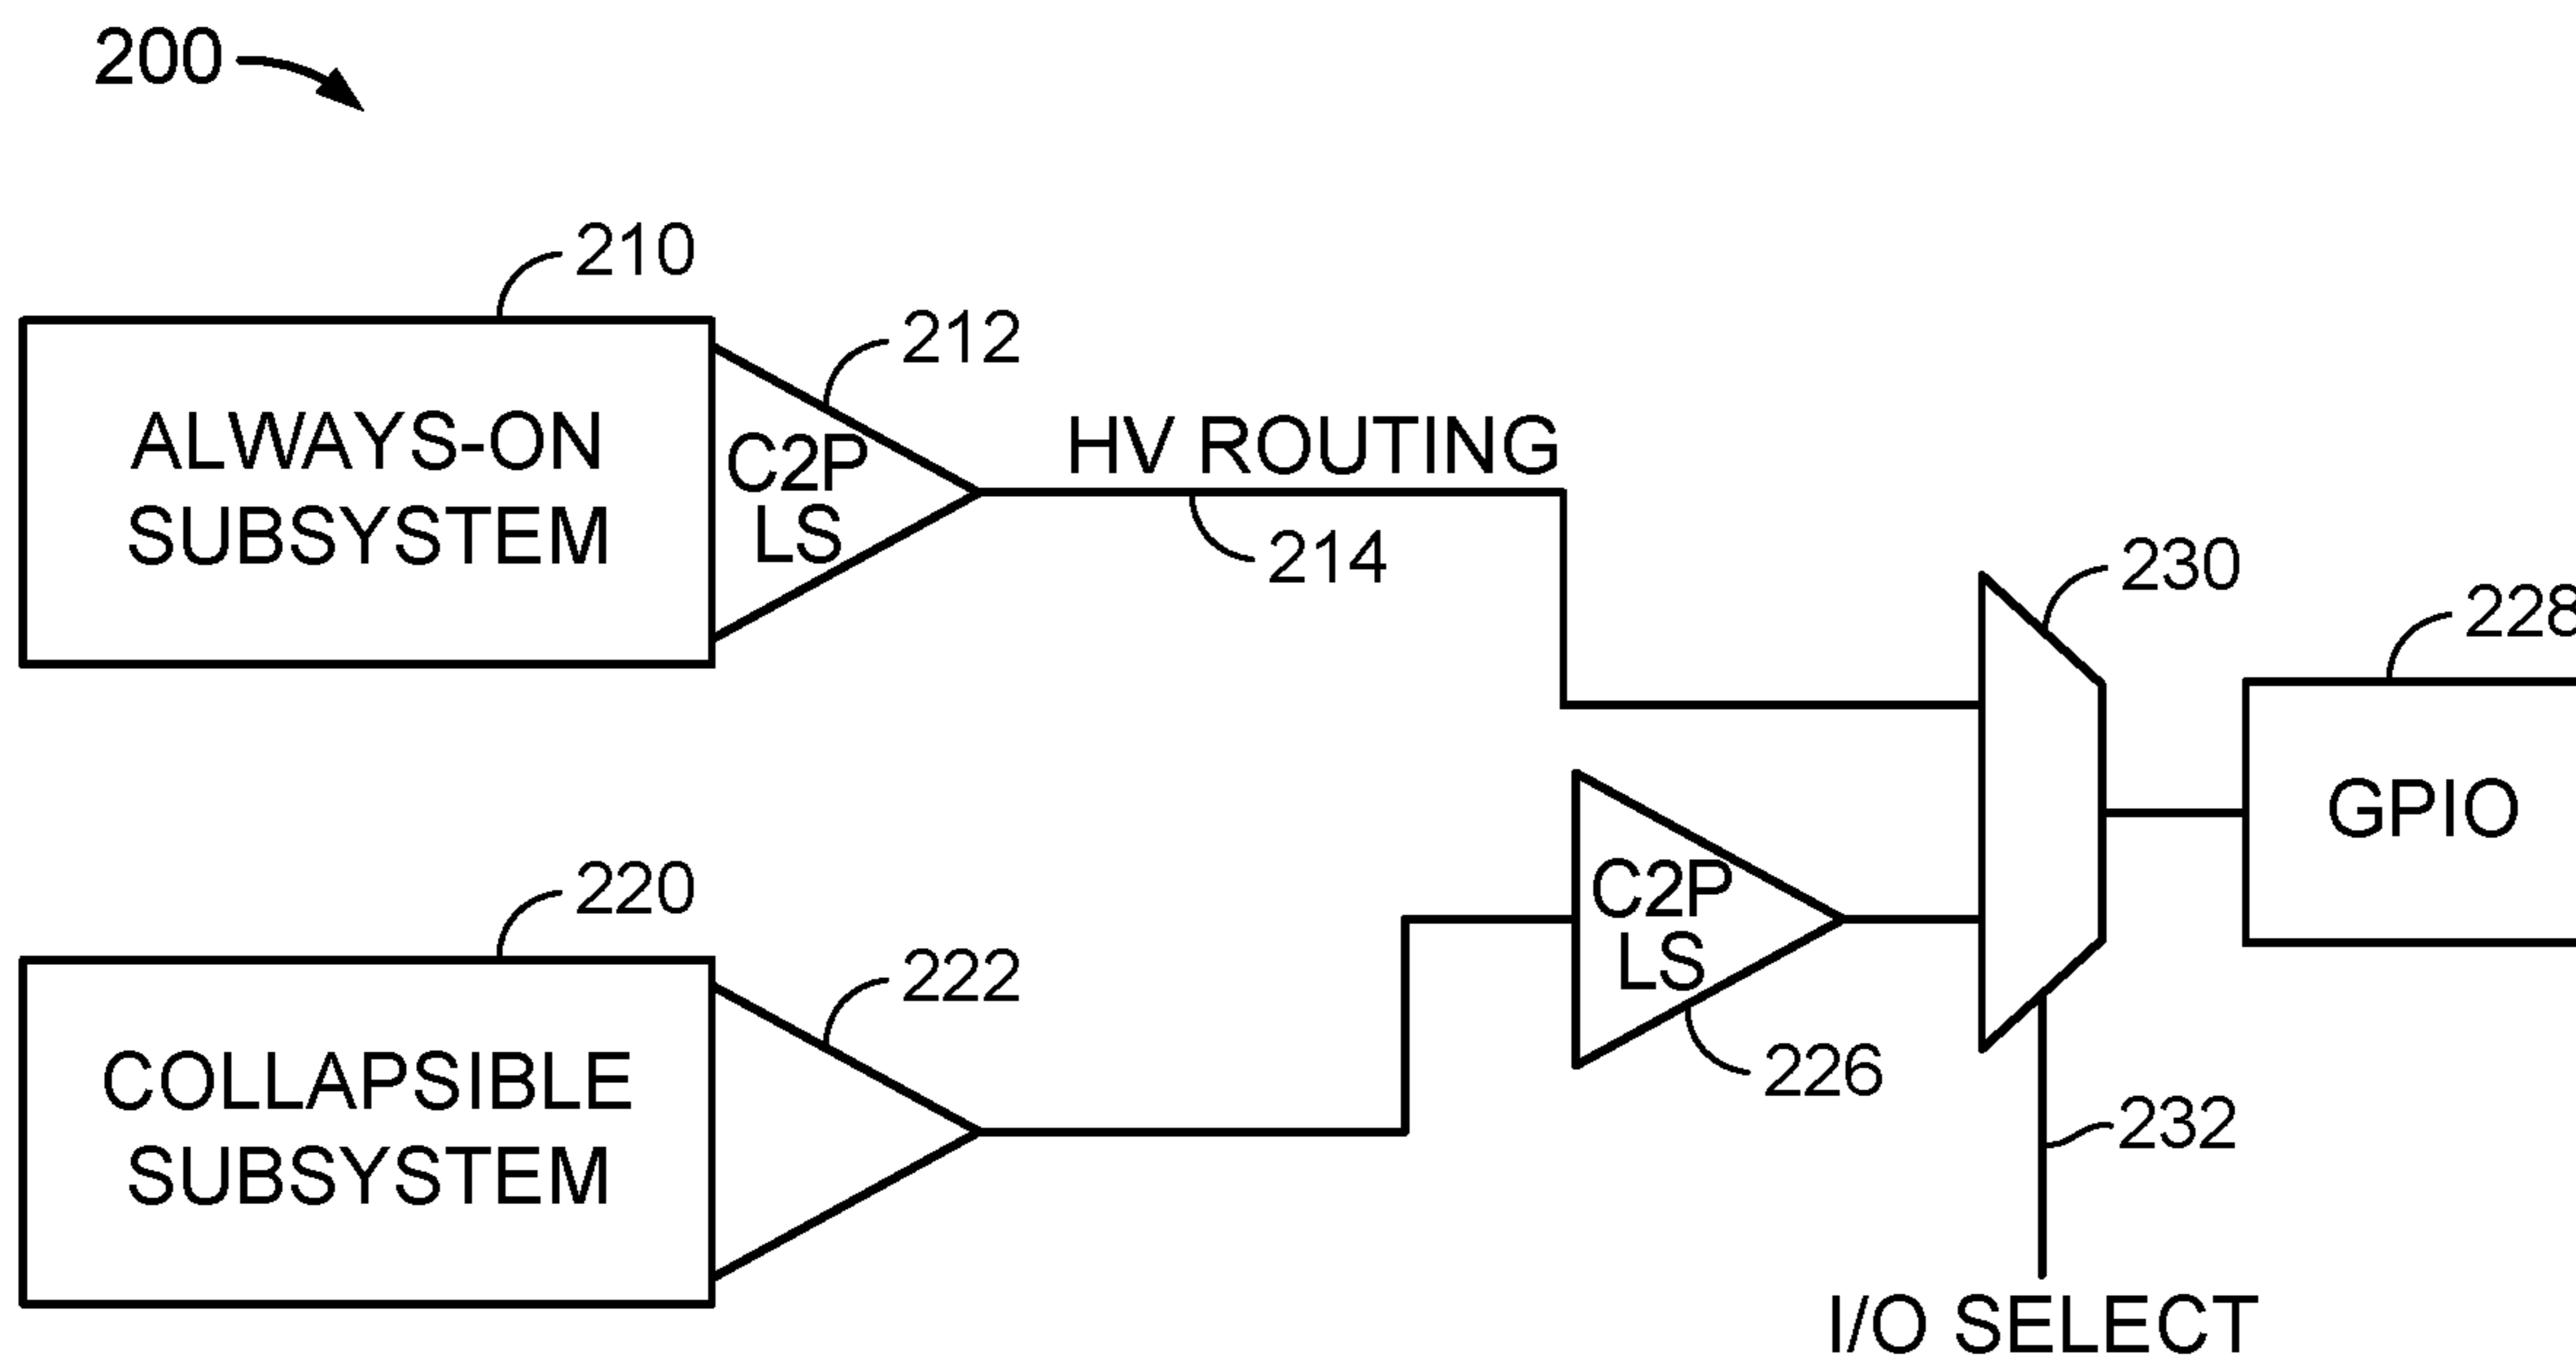 200
210
212
ALWAYS-ON
SUBSYSTEM
C2P
LS
HV ROUTING
214
230
228
GPIO
220
222
COLLAPSIBLE
SUBSYSTEM
C2P
LS
226
232
I/O SELECT